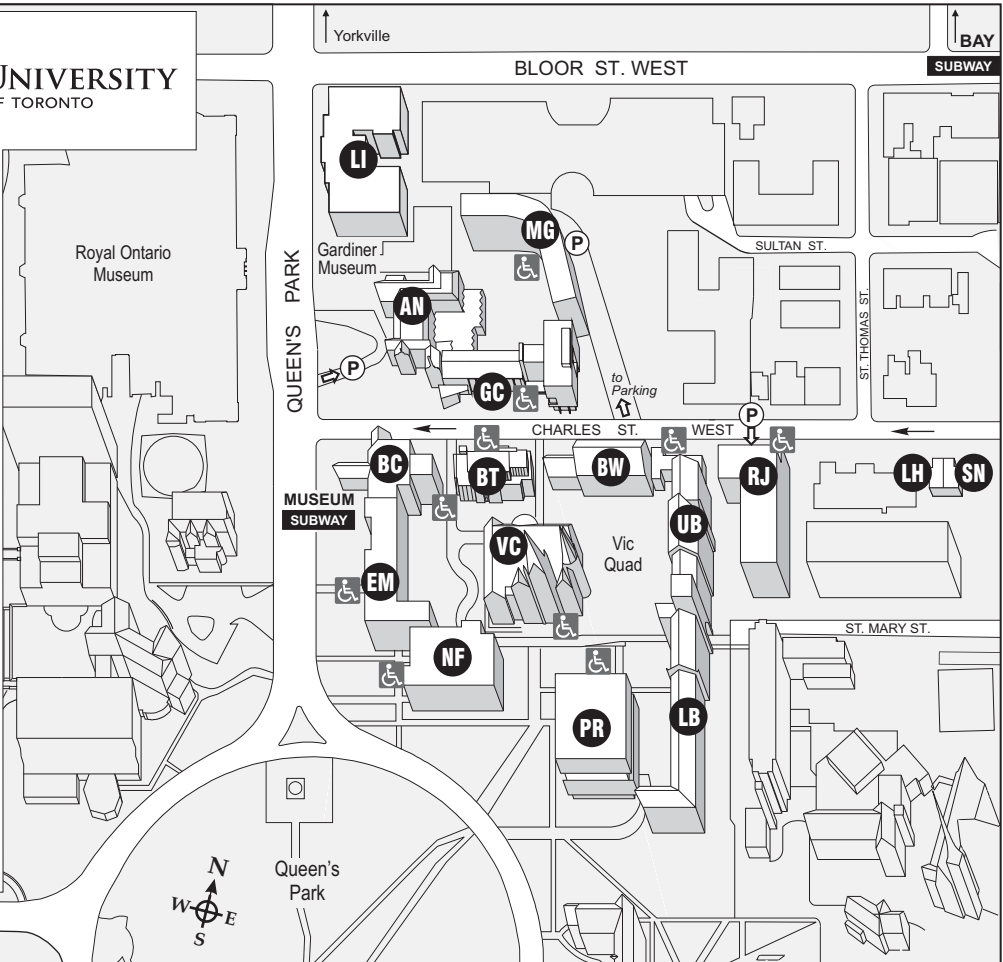 Yorkville
BAY
SUBWAY
BLOOR ST. WEST
UNIVERSITY
OF TORONTO
LI
Royal Ontario
Museum
QUEEN'S PARK
Gardiner
Museum
MG
P
SULTAN ST.
AN
ST. THOMAS ST.
P
GC
to
Parking
P
CHARLES ST. WEST
BC
BT
BW
RJ
LH
SN
MUSEUM
SUBWAY
UB
VC
Vic
Quad
EM
ST. MARY ST.
NF
PR
LB
Queen's
Park
N
W
E
S